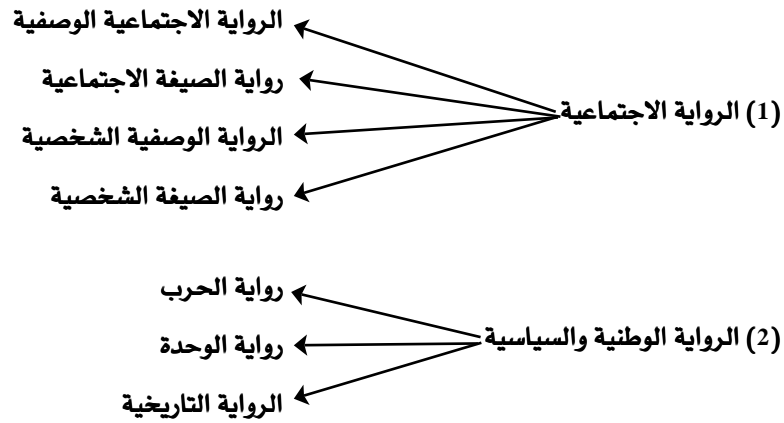 (1) الرواية الاجتماعية
الرواية الاجتماعية الوصفية
رواية الصيغة الاجتماعية
الرواية الوصفية الشخصية
رواية الصيغة الشخصية
(2) الرواية الوطنية والسياسية
رواية الحرب
رواية الوحدة
الرواية التاريخية